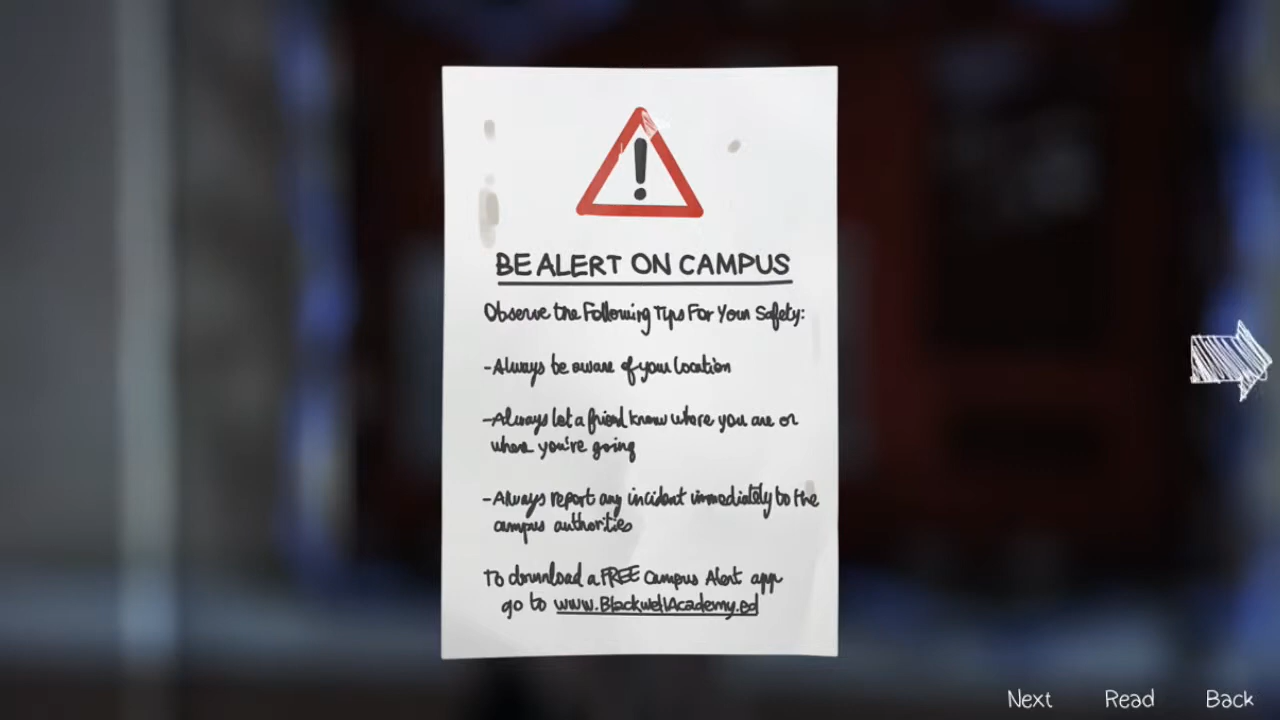 BE ALERT ON CAMPUS
Observe the Following Tips For Your Safety:
-Always be aware of your location
-Always let a friend know where you are or
where you're going
-Always report any incident immediately to the
campus authorities
To download a FREE Campus Alert app
go to www.BlackwellAcademy.ed
Next Read Back